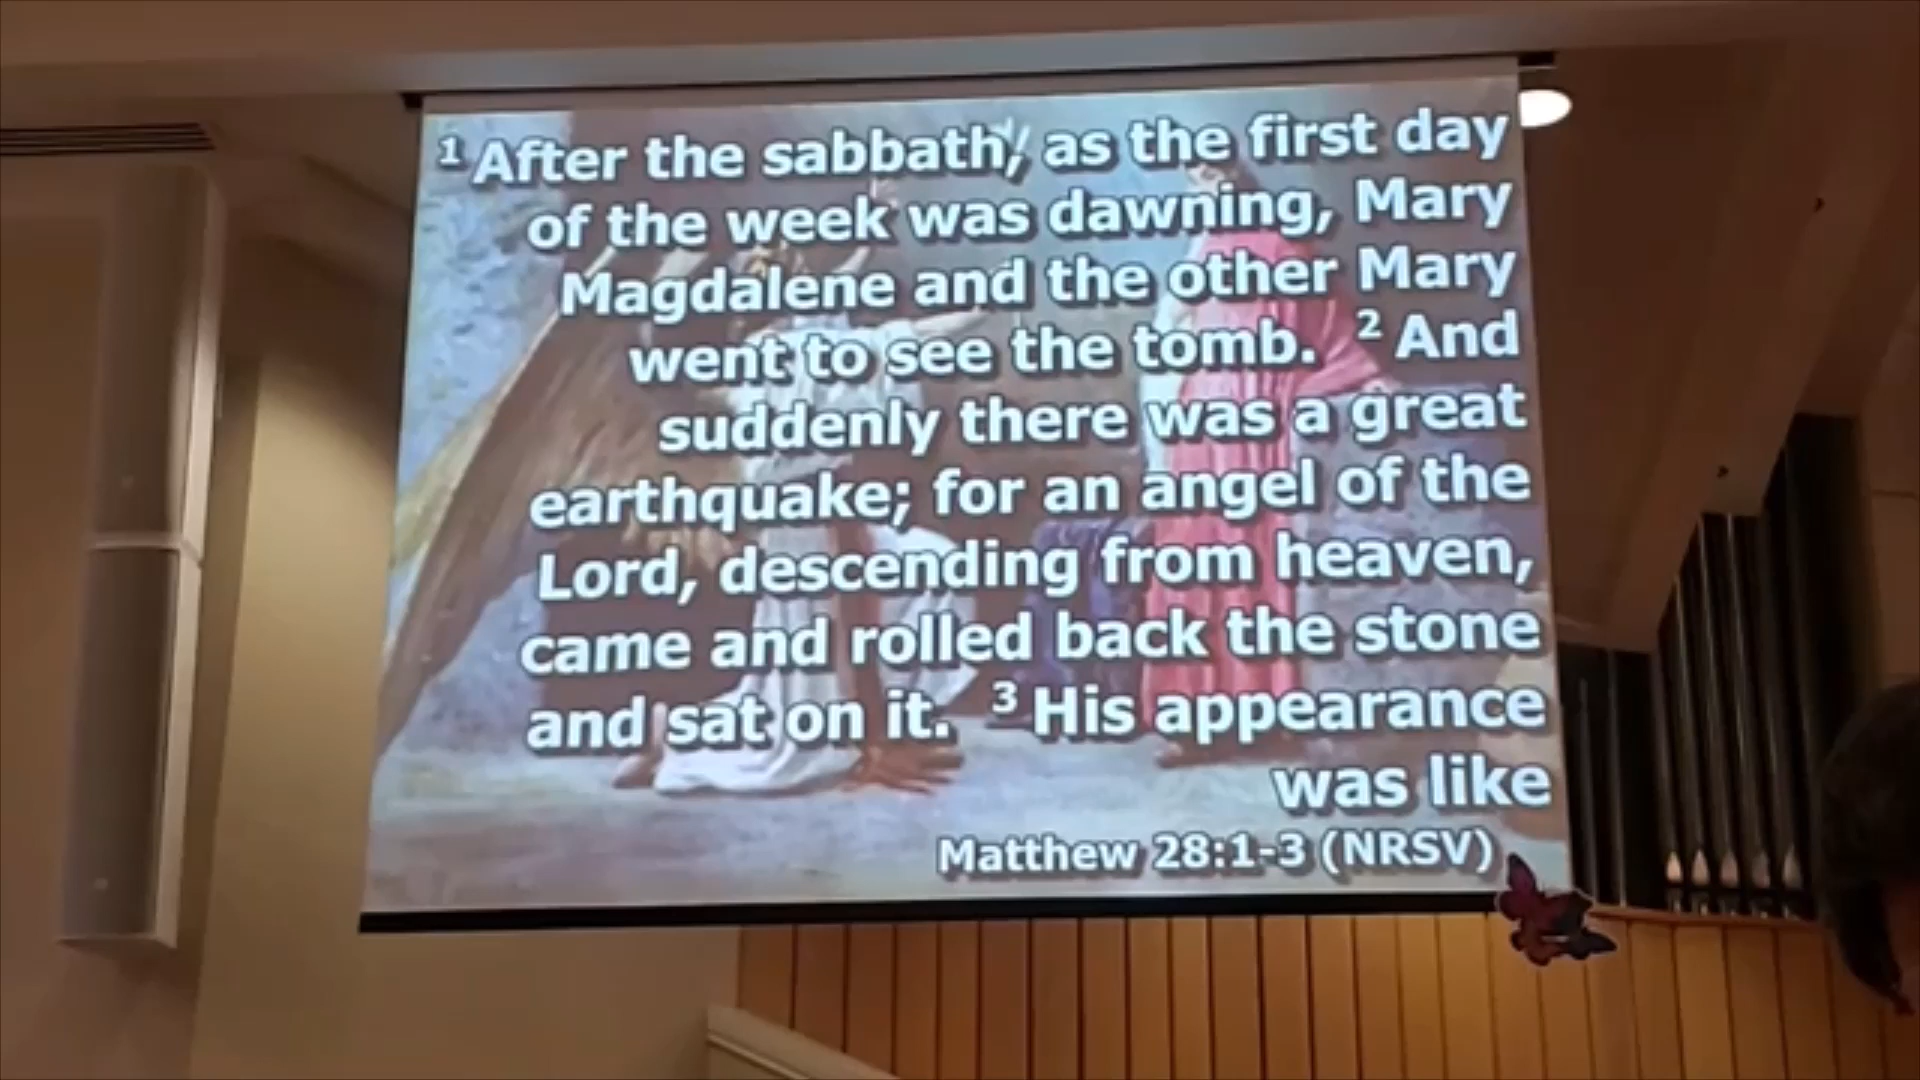 1 After the sabbath, as the first day
of the week was dawning, Mary
Magdalene and the other Mary
went to see the tomb. 2 And
suddenly there was a great
earthquake; for an angel of the
Lord, descending from heaven,
came and rolled back the stone
and sat on it. 3 His appearance
was like
Matthew 28:1-3 (NRSV)